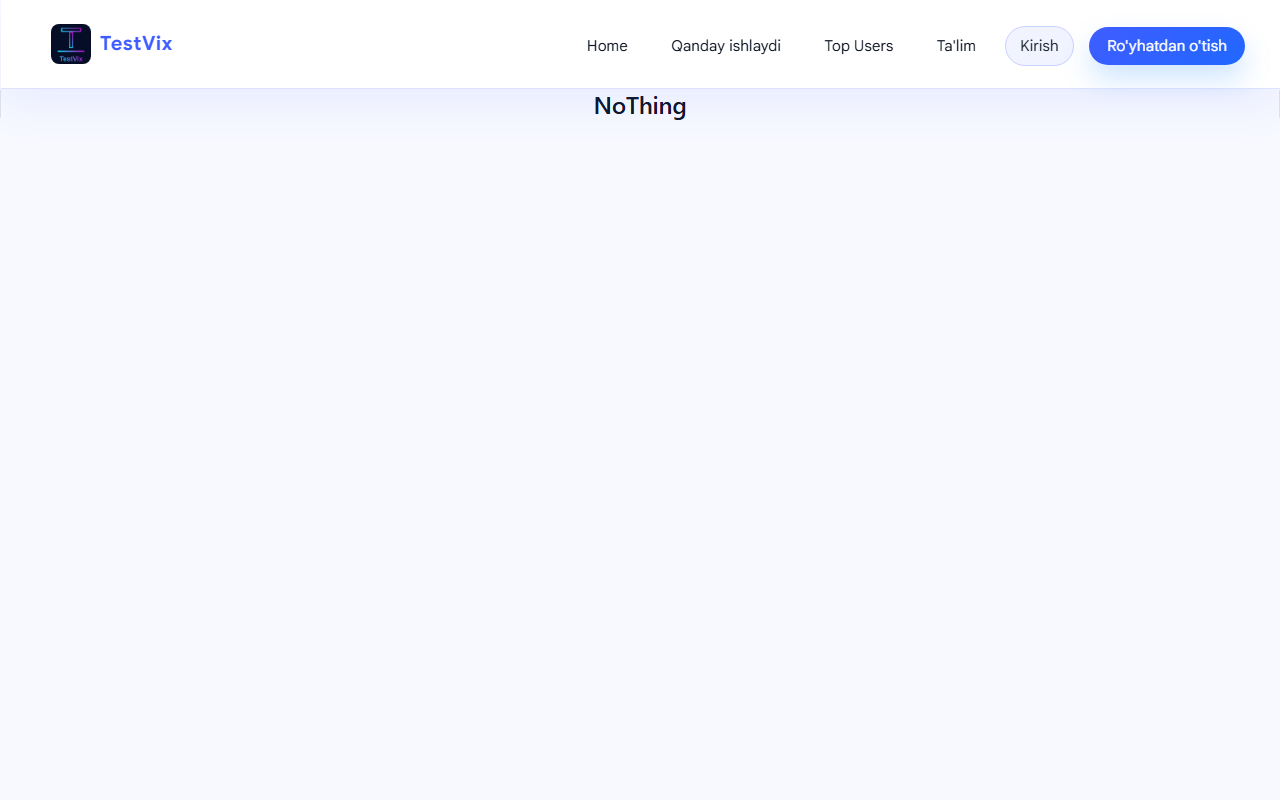 TestVix
TestVix
Home
Qanday ishlaydi
Top Users
Ta'lim
Kirish
Ro'yhatdan o'tish
NoThing